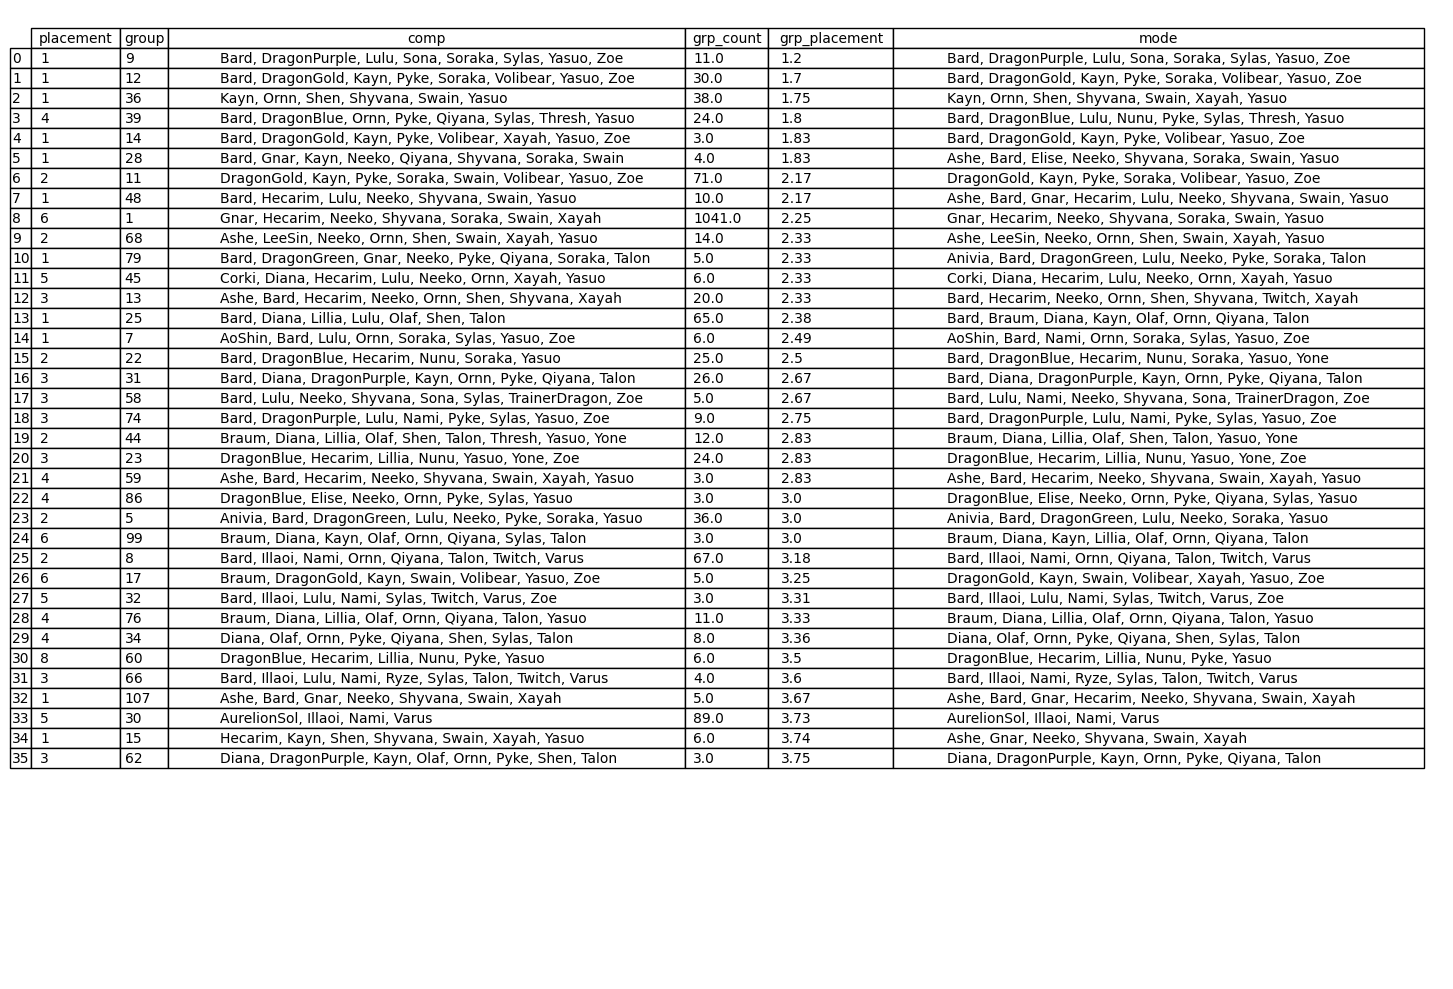 placement group comp grp_count grp_placement mode
0 1 9 Bard, DragonPurple, Lulu, Sona, Soraka, Sylas, Yasuo, Zoe 11.0 1.2 Bard, DragonPurple, Lulu, Sona, Soraka, Sylas, Yasuo, Zoe
1 1 12 Bard, DragonGold, Kayn, Pyke, Soraka, Volibear, Yasuo, Zoe 30.0 1.7 Bard, DragonGold, Kayn, Pyke, Soraka, Volibear, Yasuo, Zoe
2 1 36 Kayn, Ornn, Shen, Shyvana, Swain, Yasuo 38.0 1.75 Kayn, Ornn, Shen, Shyvana, Swain, Xayah, Yasuo
3 4 39 Bard, DragonBlue, Ornn, Pyke, Qiyana, Sylas, Thresh, Yasuo 24.0 1.8 Bard, DragonBlue, Lulu, Nunu, Pyke, Sylas, Thresh, Yasuo
4 1 14 Bard, DragonGold, Kayn, Pyke, Volibear, Xayah, Yasuo, Zoe 3.0 1.83 Bard, DragonGold, Kayn, Pyke, Volibear, Yasuo, Zoe
5 1 28 Bard, Gnar, Kayn, Neeko, Qiyana, Shyvana, Soraka, Swain 4.0 1.83 Ashe, Bard, Elise, Neeko, Shyvana, Soraka, Swain, Yasuo
6 2 11 DragonGold, Kayn, Pyke, Soraka, Swain, Volibear, Yasuo, Zoe 71.0 2.17 DragonGold, Kayn, Pyke, Soraka, Volibear, Yasuo, Zoe
7 1 48 Bard, Hecarim, Lulu, Neeko, Shyvana, Swain, Yasuo 10.0 2.17 Ashe, Bard, Gnar, Hecarim, Lulu, Neeko, Shyvana, Swain, Yasuo
8 6 1 Gnar, Hecarim, Neeko, Shyvana, Soraka, Swain, Xayah 1041.0 2.25 Gnar, Hecarim, Neeko, Shyvana, Soraka, Swain, Yasuo
9 2 68 Ashe, LeeSin, Neeko, Ornn, Shen, Swain, Xayah, Yasuo 14.0 2.33 Ashe, LeeSin, Neeko, Ornn, Shen, Swain, Xayah, Yasuo
10 1 79 Bard, DragonGreen, Gnar, Neeko, Pyke, Qiyana, Soraka, Talon 5.0 2.33 Anivia, Bard, DragonGreen, Lulu, Neeko, Pyke, Soraka, Talon
11 5 45 Corki, Diana, Hecarim, Lulu, Neeko, Ornn, Xayah, Yasuo 6.0 2.33 Corki, Diana, Hecarim, Lulu, Neeko, Ornn, Xayah, Yasuo
12 3 13 Ashe, Bard, Hecarim, Neeko, Ornn, Shen, Shyvana, Xayah 20.0 2.33 Bard, Hecarim, Neeko, Ornn, Shen, Shyvana, Twitch, Xayah
13 1 25 Bard, Diana, Lillia, Lulu, Olaf, Shen, Talon 65.0 2.38 Bard, Braum, Diana, Kayn, Olaf, Ornn, Qiyana, Talon
14 1 7 AoShin, Bard, Lulu, Ornn, Soraka, Sylas, Yasuo, Zoe 6.0 2.49 AoShin, Bard, Nami, Ornn, Soraka, Sylas, Yasuo, Zoe
15 2 22 Bard, DragonBlue, Hecarim, Nunu, Soraka, Yasuo 25.0 2.5 Bard, DragonBlue, Hecarim, Nunu, Soraka, Yasuo, Yone
16 3 31 Bard, Diana, DragonPurple, Kayn, Ornn, Pyke, Qiyana, Talon 26.0 2.67 Bard, Diana, DragonPurple, Kayn, Ornn, Pyke, Qiyana, Talon
17 3 58 Bard, Lulu, Neeko, Shyvana, Sona, Sylas, TrainerDragon, Zoe 5.0 2.67 Bard, Lulu, Nami, Neeko, Shyvana, Sona, TrainerDragon, Zoe
18 3 74 Bard, DragonPurple, Lulu, Nami, Pyke, Sylas, Yasuo, Zoe 9.0 2.75 Bard, DragonPurple, Lulu, Nami, Pyke, Sylas, Yasuo, Zoe
19 2 44 Braum, Diana, Lillia, Olaf, Shen, Talon, Thresh, Yasuo, Yone 12.0 2.83 Braum, Diana, Lillia, Olaf, Shen, Talon, Yasuo, Yone
20 3 23 DragonBlue, Hecarim, Lillia, Nunu, Yasuo, Yone, Zoe 24.0 2.83 DragonBlue, Hecarim, Lillia, Nunu, Yasuo, Yone, Zoe
21 4 59 Ashe, Bard, Hecarim, Neeko, Shyvana, Swain, Xayah, Yasuo 3.0 2.83 Ashe, Bard, Hecarim, Neeko, Shyvana, Swain, Xayah, Yasuo
22 4 86 DragonBlue, Elise, Neeko, Ornn, Pyke, Sylas, Yasuo 3.0 3.0 DragonBlue, Elise, Neeko, Ornn, Pyke, Qiyana, Sylas, Yasuo
23 2 5 Anivia, Bard, DragonGreen, Lulu, Neeko, Pyke, Soraka, Yasuo 36.0 3.0 Anivia, Bard, DragonGreen, Lulu, Neeko, Soraka, Yasuo
24 6 99 Braum, Diana, Kayn, Olaf, Ornn, Qiyana, Sylas, Talon 3.0 3.0 Braum, Diana, Kayn, Lillia, Olaf, Ornn, Qiyana, Talon
25 2 8 Bard, Illaoi, Nami, Ornn, Qiyana, Talon, Twitch, Varus 67.0 3.18 Bard, Illaoi, Nami, Ornn, Qiyana, Talon, Twitch, Varus
26 6 17 Braum, DragonGold, Kayn, Swain, Volibear, Yasuo, Zoe 5.0 3.25 DragonGold, Kayn, Swain, Volibear, Xayah, Yasuo, Zoe
27 5 32 Bard, Illaoi, Lulu, Nami, Sylas, Twitch, Varus, Zoe 3.0 3.31 Bard, Illaoi, Lulu, Nami, Sylas, Twitch, Varus, Zoe
28 4 76 Braum, Diana, Lillia, Olaf, Ornn, Qiyana, Talon, Yasuo 11.0 3.33 Braum, Diana, Lillia, Olaf, Ornn, Qiyana, Talon, Yasuo
29 4 34 Diana, Olaf, Ornn, Pyke, Qiyana, Shen, Sylas, Talon 8.0 3.36 Diana, Olaf, Ornn, Pyke, Qiyana, Shen, Sylas, Talon
30 8 60 DragonBlue, Hecarim, Lillia, Nunu, Pyke, Yasuo 6.0 3.5 DragonBlue, Hecarim, Lillia, Nunu, Pyke, Yasuo
31 3 66 Bard, Illaoi, Lulu, Nami, Ryze, Sylas, Talon, Twitch, Varus 4.0 3.6 Bard, Illaoi, Nami, Ryze, Sylas, Talon, Twitch, Varus
32 1 107 Ashe, Bard, Gnar, Neeko, Shyvana, Swain, Xayah 5.0 3.67 Ashe, Bard, Gnar, Hecarim, Neeko, Shyvana, Swain, Xayah
33 5 30 AurelionSol, Illaoi, Nami, Varus 89.0 3.73 AurelionSol, Illaoi, Nami, Varus
34 1 15 Hecarim, Kayn, Shen, Shyvana, Swain, Xayah, Yasuo 6.0 3.74 Ashe, Gnar, Neeko, Shyvana, Swain, Xayah
35 3 62 Diana, DragonPurple, Kayn, Olaf, Ornn, Pyke, Shen, Talon 3.0 3.75 Diana, DragonPurple, Kayn, Ornn, Pyke, Qiyana, Talon